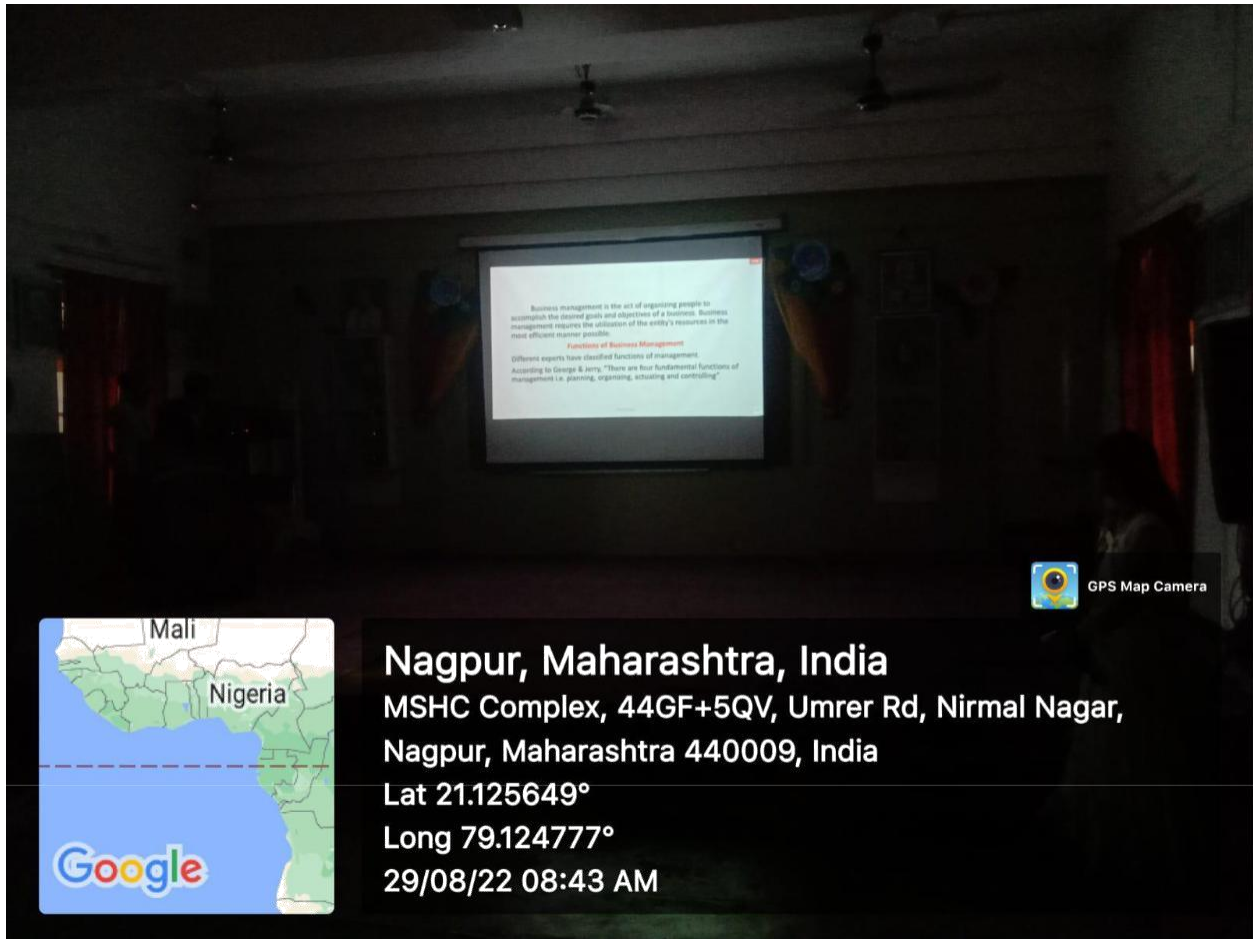 Business management is the act of organizing people to
accomplish the desired goals and objectives of a business. Business
management requires the utilization of the entity's resources in the
most efficient manner possible.
Functions of Business Management
Different experts have classified functions of management.
According to George & Jerry, "There are four fundamental functions of
management i.e. planning, organizing, actuating and controlling"
GPS Map Camera
Mali
Nigeria
Google
Nagpur, Maharashtra, India
MSHC Complex, 44GF+5QV, Umrer Rd, Nirmal Nagar,
Nagpur, Maharashtra 440009, India
Lat 21.125649°
Long 79.124777°
29/08/22 08:43 AM